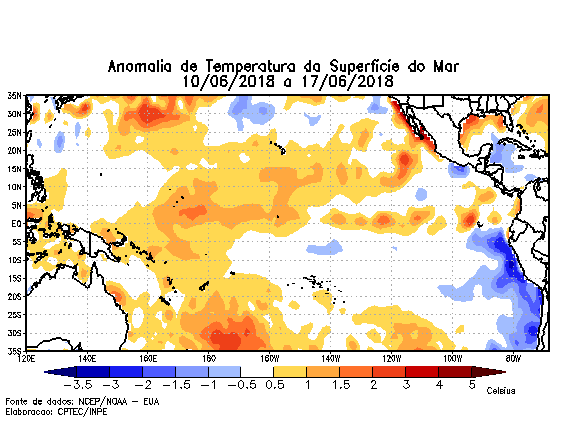 Anomalia de Temperatura da Superfície do Mar
10/06/2018 a 17/06/2018
35N
30N
25N
20N
15N
10N
5N
EQ
5S
10S
15S
20S
25S
30S
35S
120E 140E 160E 180 160W 140W 120W 100W 80W
−3.5 −3 −2 −1.5 −1 −0.5 0.5 1 1.5 2 2.5 3 4 5
Celsius
Fonte de dados: NCEP/NOAA − EUA
Elaboracao: CPTEC/INPE